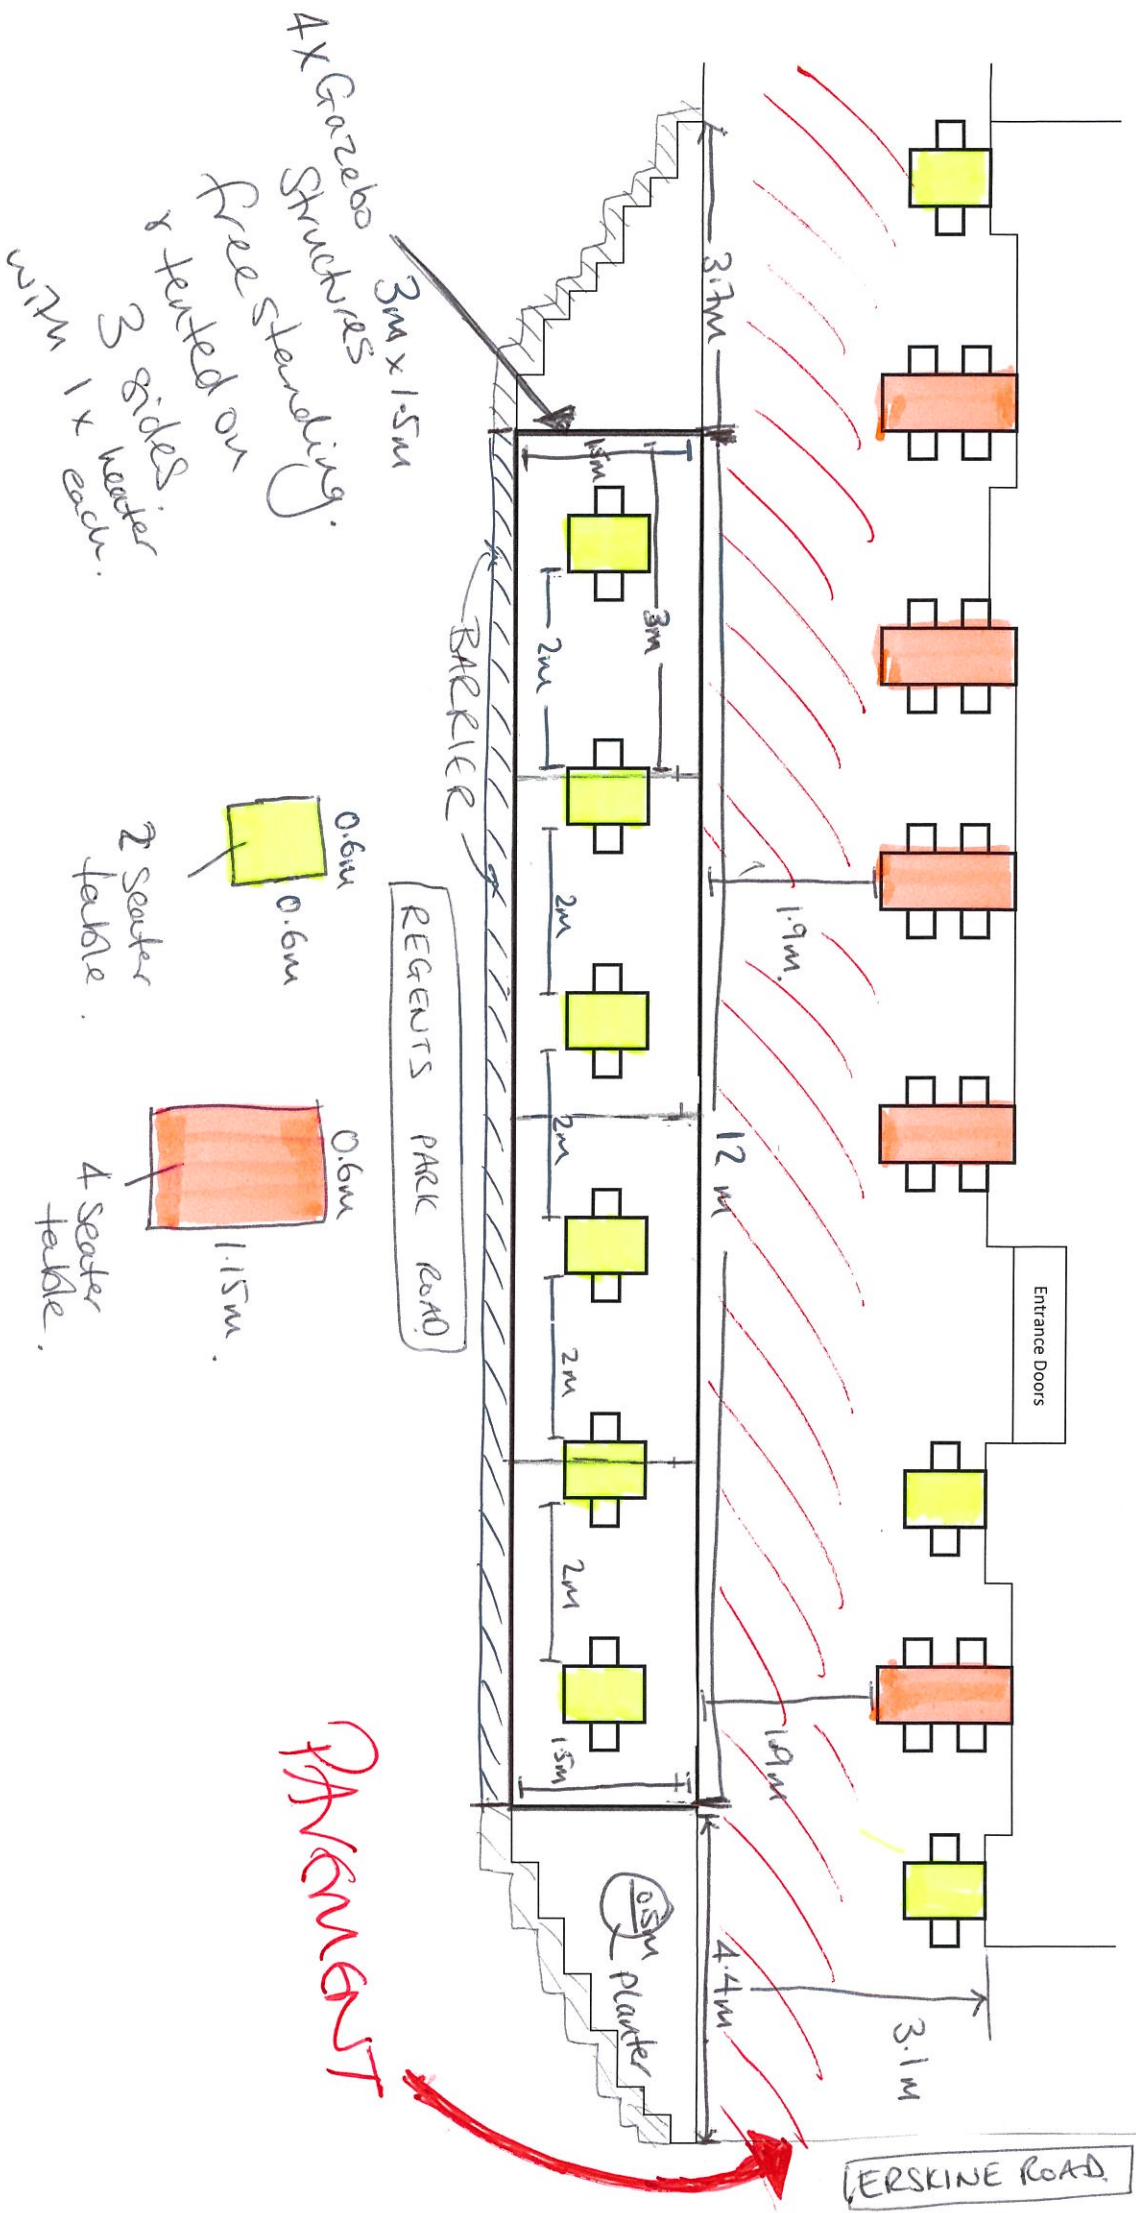 4x Gazebo
Structures
3m x 1.5m
free standing.
r tented on
3 sides.
with 1 x heater
each.
3.7m
1.5m
3m
2m
BARRIER
2m
2m
2m
2m
1.5m
12m
1.9m.
1.9m
4.4m
3.1m
0.5m
planter
Entrance Doors
REGENTS PARK ROAD
ERSKINE ROAD.
PAVEMENT
0.6m
0.6m
2 seater
table.
0.6m
1.15m.
4 seater
table.